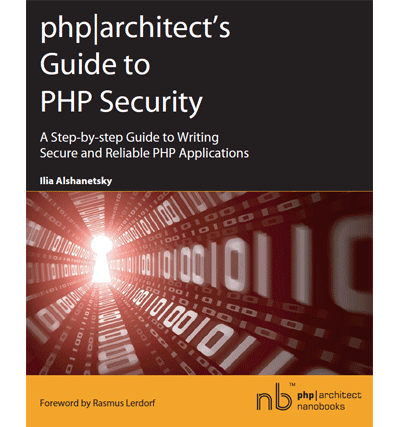 php|architect's
Guide to
PHP Security
A Step-by-step Guide to Writing
Secure and Reliable PHP Applications
Ilia Alshanetsky
Foreword by Rasmus Lerdorf
nb™
php|architect
nanobooks